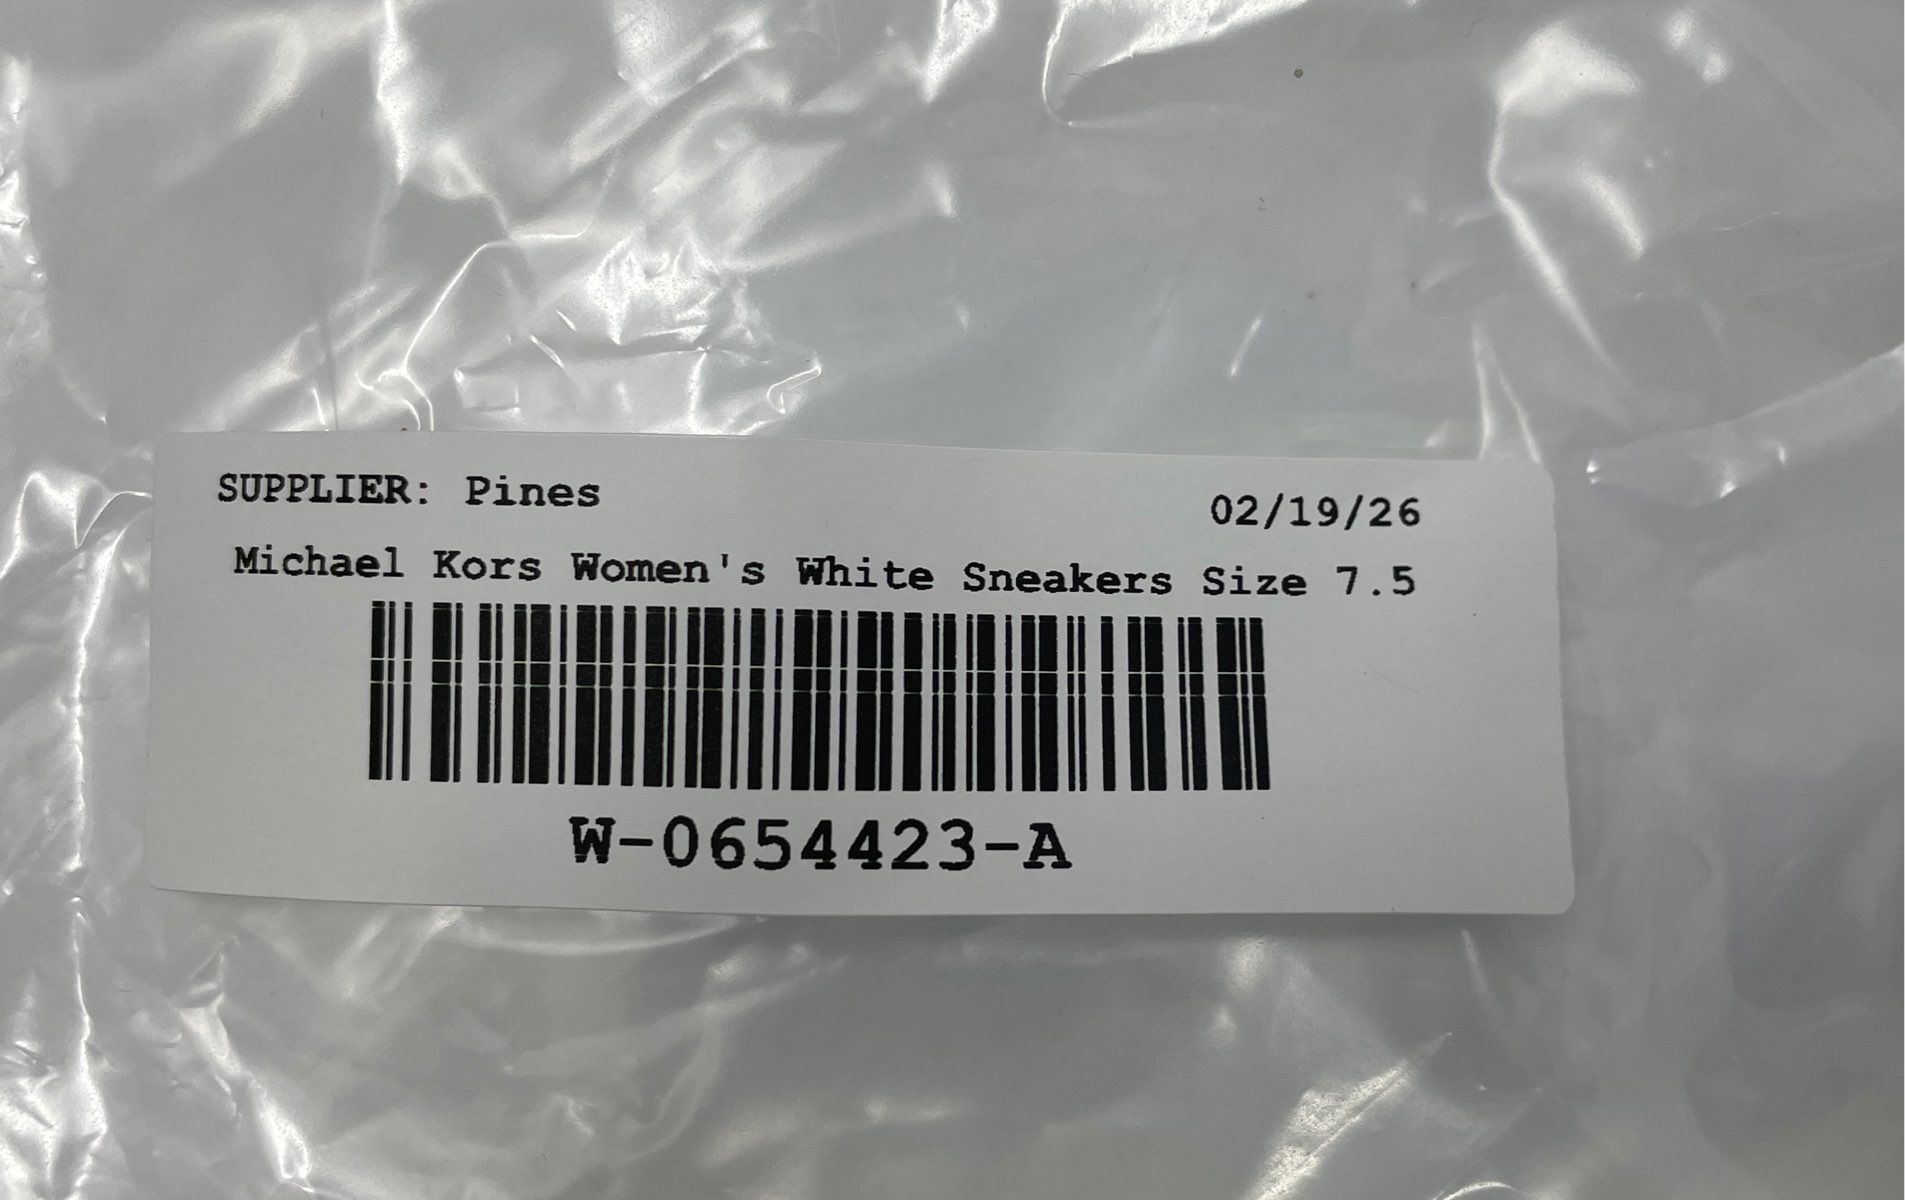 SUPPLIER: Pines
02/19/26
Michael Kors Women's White Sneakers Size 7.5
W-0654423-A